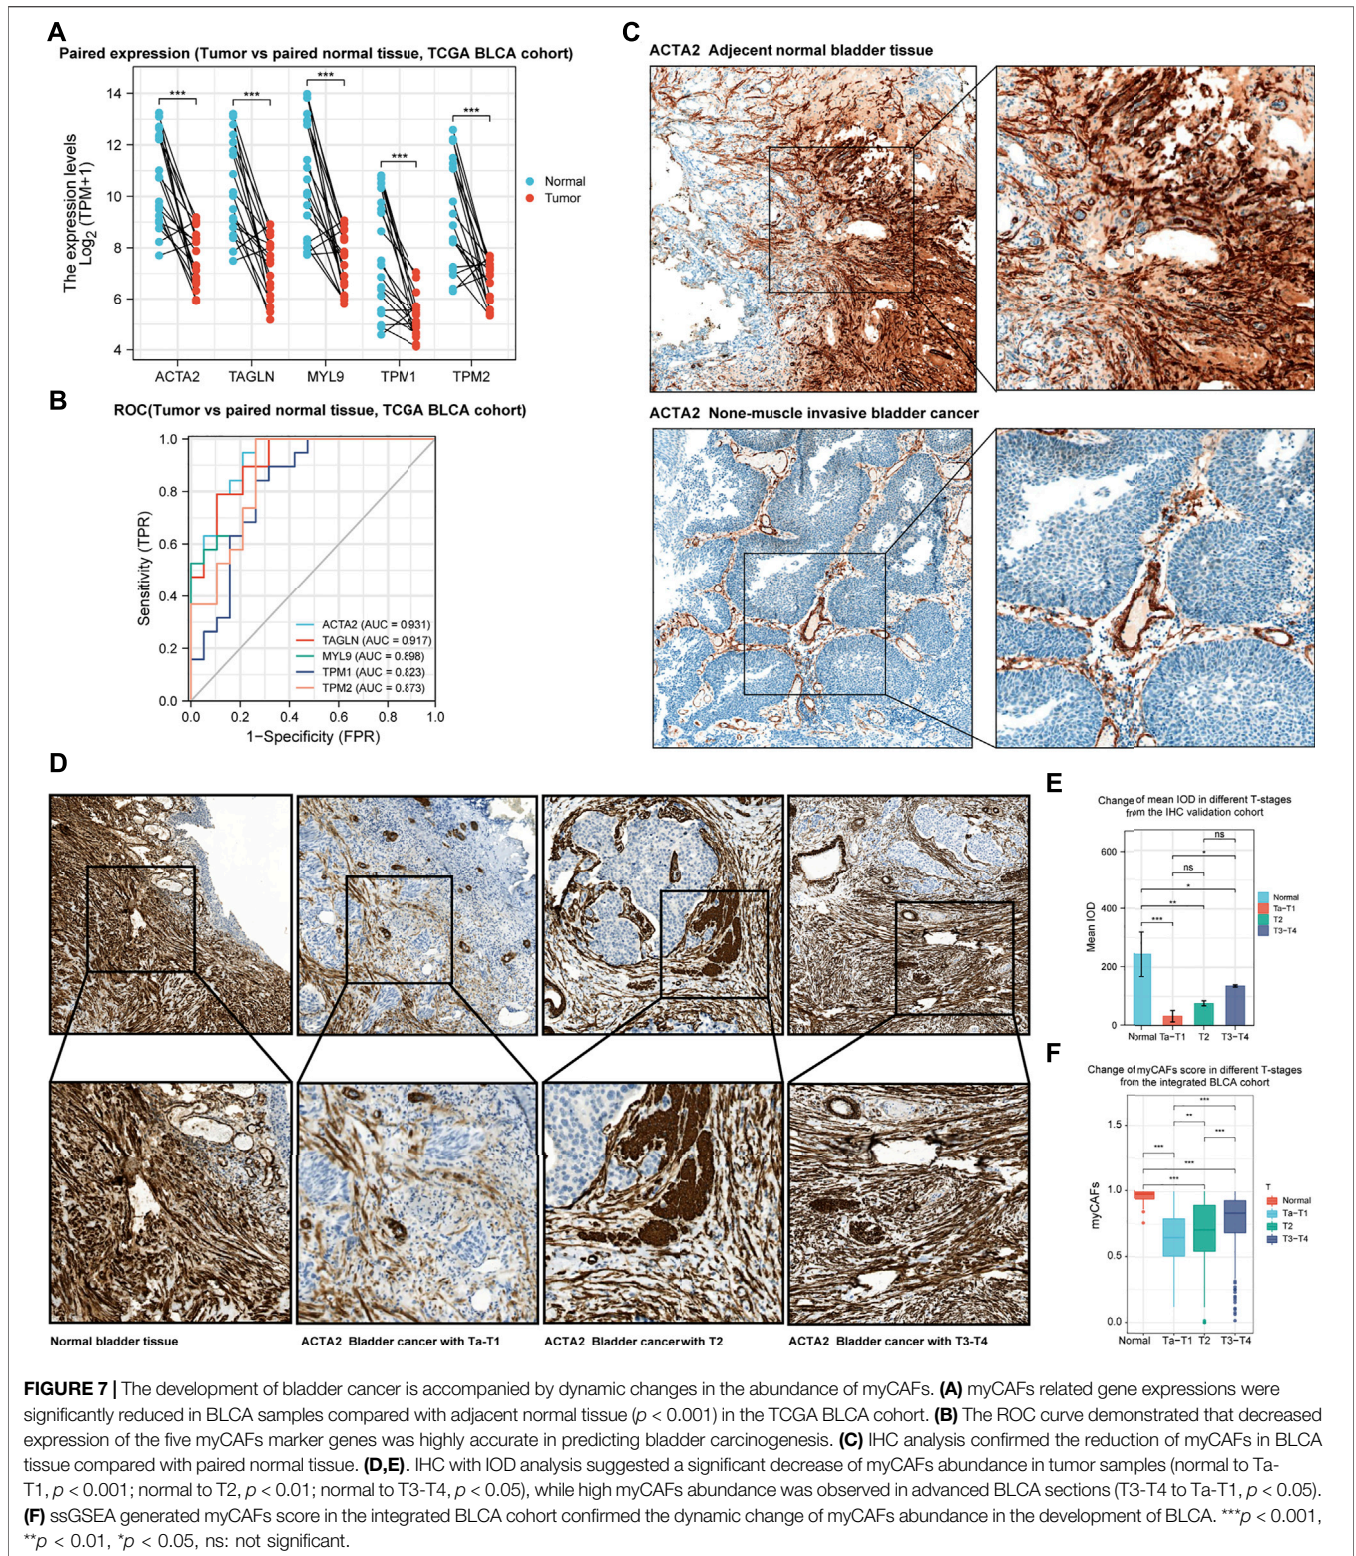 A
Paired expression (Tumor vs paired normal tissue, TCGA BLCA cohort)
***
***
***
***
***
14
12
10
8
6
4
The expression levels
Log2 (TPM+1)
Normal
Tumor
ACTA2
TAGLN
MYL9
TPM1
TPM2
B
ROC(Tumor vs paired normal tissue, TCGA BLCA cohort)
1.0
0.8
0.6
0.4
0.2
0.0
Sensitivity (TPR)
ACTA2 (AUC = 0931)
TAGLN (AUC = 0917)
MYL9 (AUC = 0.898)
TPM1 (AUC = 0.823)
TPM2 (AUC = 0.873)
0.0
0.2
0.4
0.6
0.8
1.0
1−Specificity (FPR)
C
ACTA2 Adjecent normal bladder tissue
ACTA2 None-muscle invasive bladder cancer
D
Normal bladder tissue
ACTA2 Bladder cancer with Ta-T1
ACTA2 Bladder cancer with T2
ACTA2 Bladder cancer with T3-T4
E
Change of mean IOD in different T-stages
frrm the IHC validation cohort
600
400
200
0
Mean IOD
ns
*
ns
*
**
***
Normal
Ta−T1
T2
T3−T4
Normal
Ta−T1
T2
T3−T4
F
Change of myCAFs score in different T-stages
from the integrated BLCA cohort
1.5
1.0
0.5
0.0
myCAFs
***
**
***
***
***
***
T
Normal
Ta−T1
T2
T3−T4
Normal
Ta−T1
T2
T3−T4
FIGURE 7 | The development of bladder cancer is accompanied by dynamic changes in the abundance of myCAFs. (A) myCAFs related gene expressions were
significantly reduced in BLCA samples compared with adjacent normal tissue (p < 0.001) in the TCGA BLCA cohort. (B) The ROC curve demonstrated that decreased
expression of the five myCAFs marker genes was highly accurate in predicting bladder carcinogenesis. (C) IHC analysis confirmed the reduction of myCAFs in BLCA
tissue compared with paired normal tissue. (D,E). IHC with IOD analysis suggested a significant decrease of myCAFs abundance in tumor samples (normal to Ta-
T1, p < 0.001; normal to T2, p < 0.01; normal to T3-T4, p < 0.05), while high myCAFs abundance was observed in advanced BLCA sections (T3-T4 to Ta-T1, p < 0.05).
(F) ssGSEA generated myCAFs score in the integrated BLCA cohort confirmed the dynamic change of myCAFs abundance in the development of BLCA. ***p < 0.001,
**p < 0.01, *p < 0.05, ns: not significant.